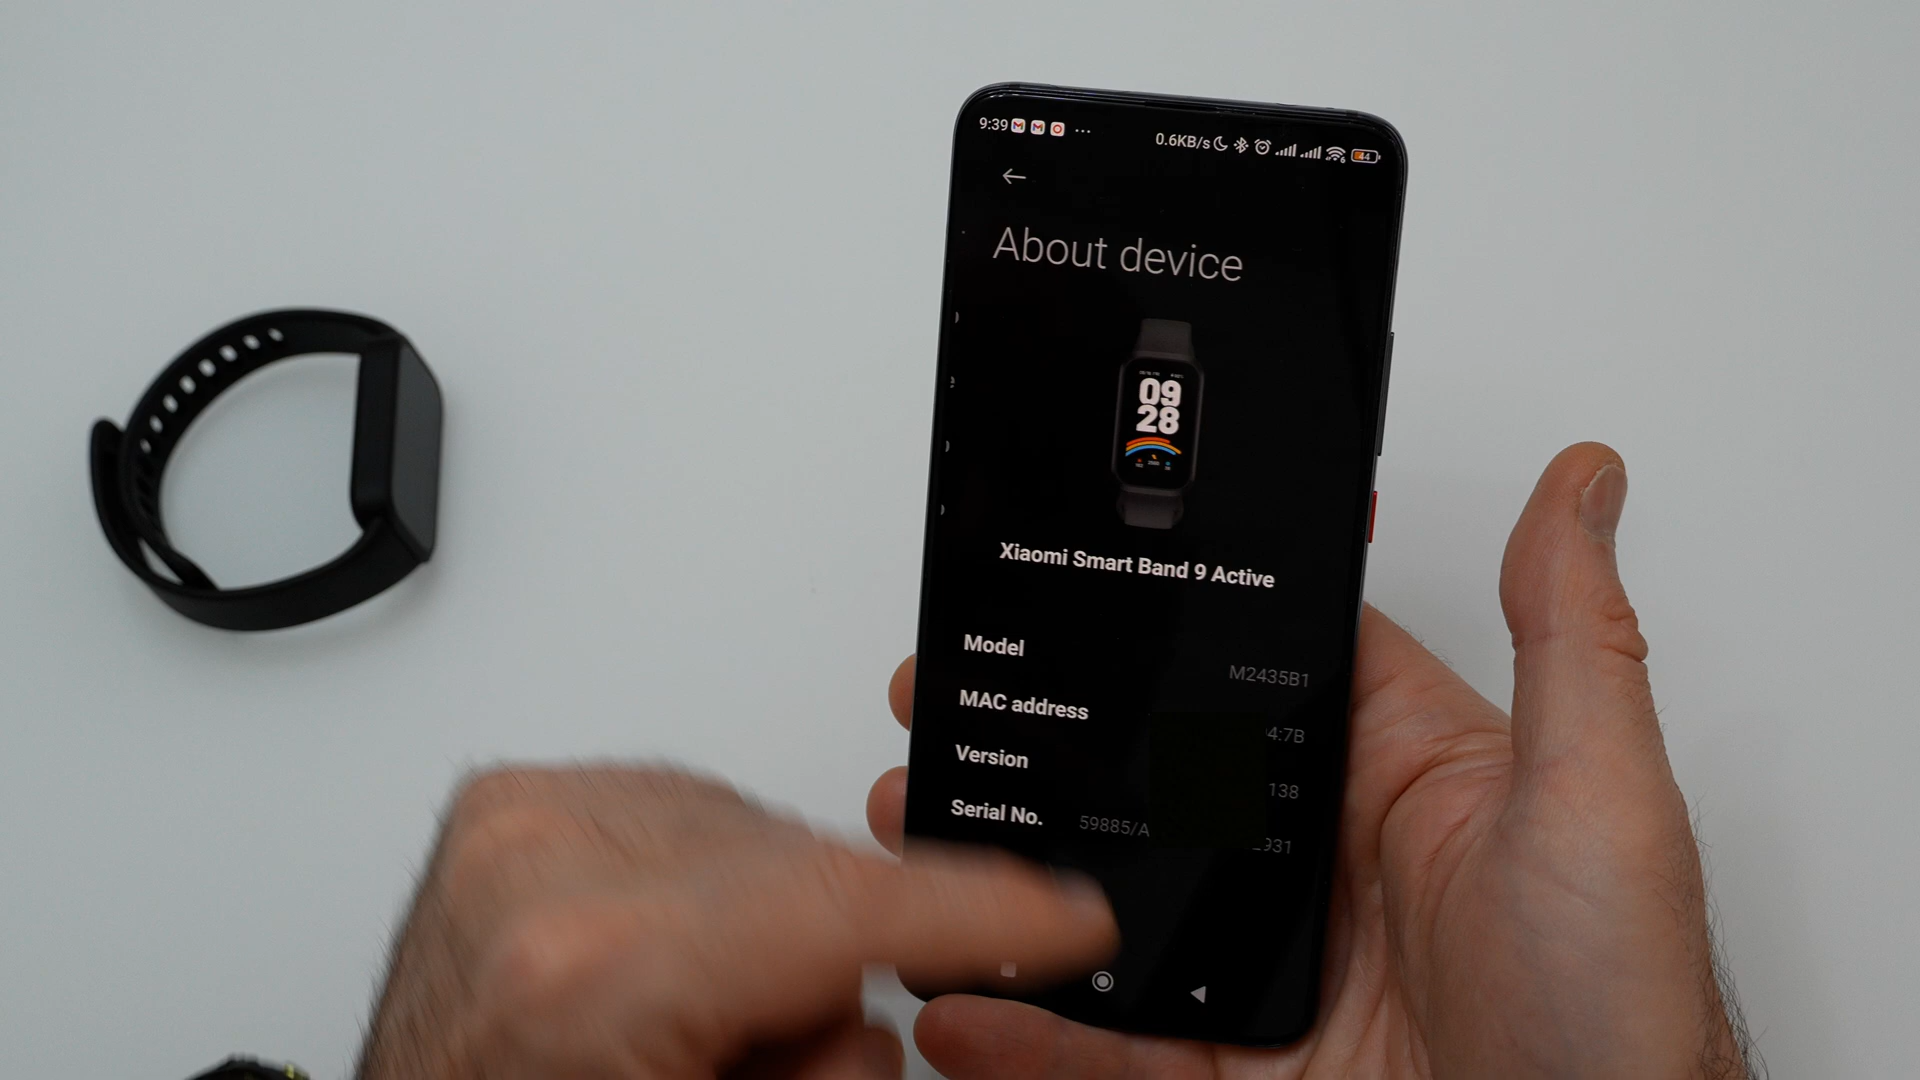 9:39 ... 0.6KB/s 44
About device
09
28
Xiaomi Smart Band 9 Active
Model
M2435B1
MAC address
4:7B
Version
138
Serial No. 59885/A
931